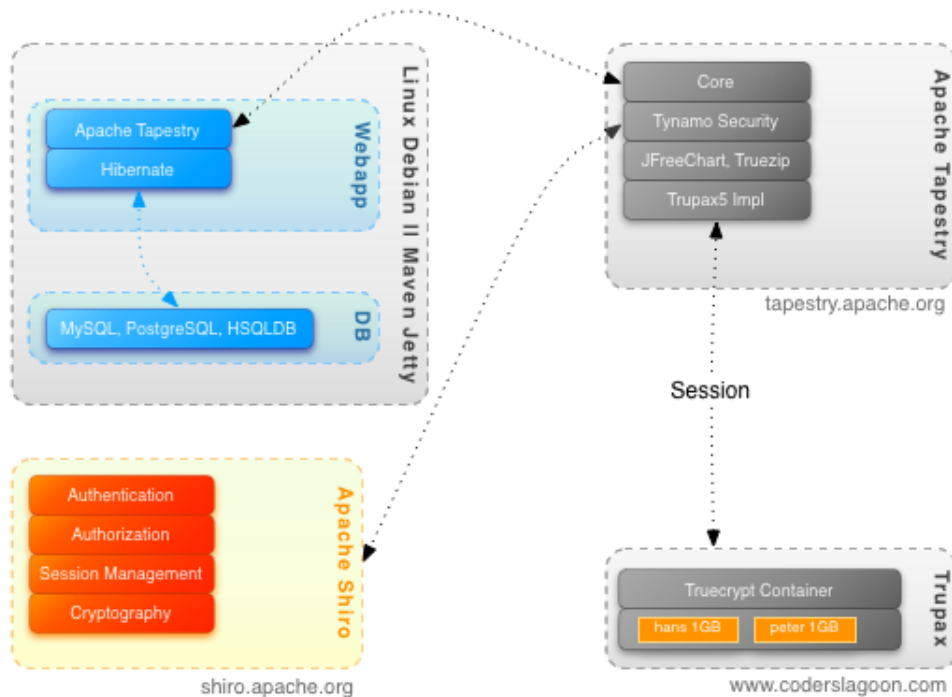 Linux Debian II Maven Jetty
Webapp
Apache Tapestry
Hibernate
DB
MySQL, PostgreSQL, HSQLDB
Apache Tapestry
Core
Tynamo Security
JFreeChart, Truezip
Trupax5 Impl
tapestry.apache.org
Session
Apache Shiro
Authentication
Authorization
Session Management
Cryptography
shiro.apache.org
Trupax
Truecrypt Container
hans 1GB
peter 1GB
www.coderslagoon.com